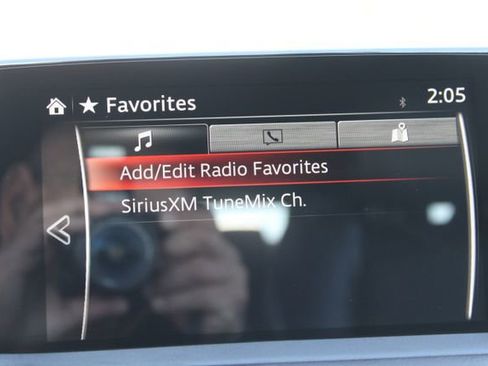 ★ Favorites 2:05
Add/Edit Radio Favorites
SiriusXM TuneMix Ch.